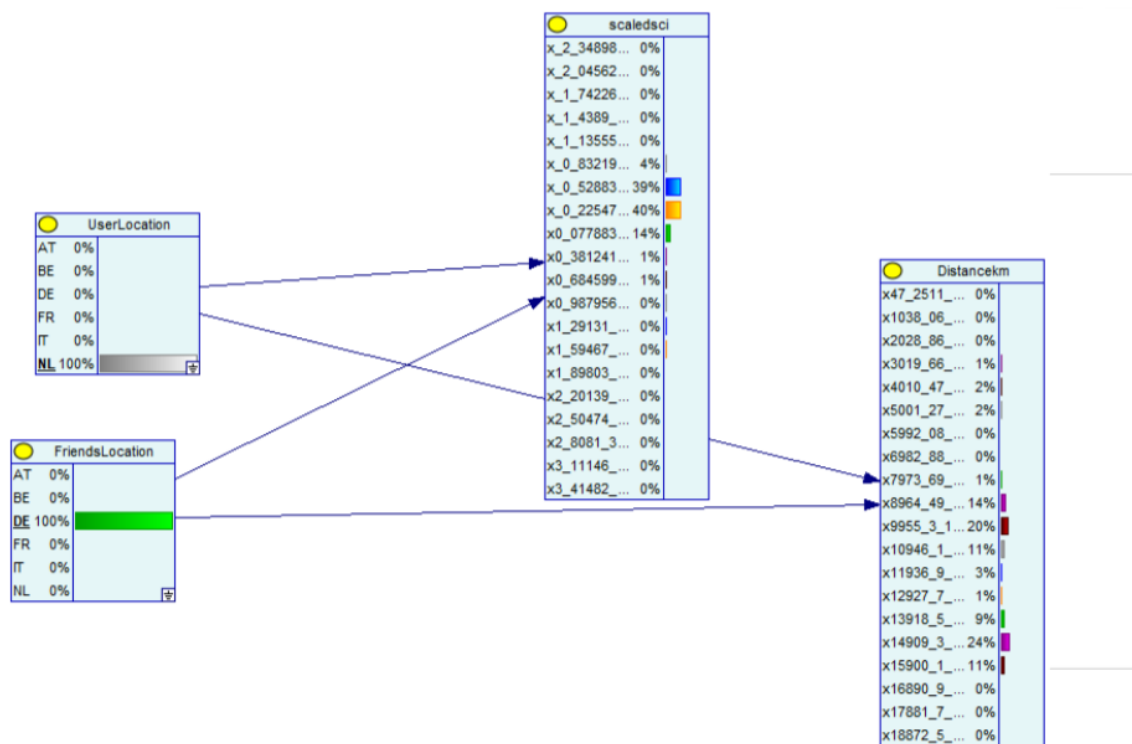 scaledsci
x_2_34898... 0%
x_2_04562... 0%
x_1_74226... 0%
x_1_4389_... 0%
x_1_13555... 0%
x_0_83219... 4%
x_0_52883... 39%
x_0_22547... 40%
x0_077883... 14%
x0_381241... 1%
x0_684599... 1%
x0_987956... 0%
x1_29131_... 0%
x1_59467_... 0%
x1_89803_... 0%
x2_20139_... 0%
x2_50474_... 0%
x2_8081_3... 0%
x3_11146_... 0%
x3_41482_... 0%
UserLocation
AT 0%
BE 0%
DE 0%
FR 0%
IT 0%
NL 100%
FriendsLocation
AT 0%
BE 0%
DE 100%
FR 0%
IT 0%
NL 0%
Distancekm
x47_2511_... 0%
x1038_06_... 0%
x2028_86_... 0%
x3019_66_... 1%
x4010_47_... 2%
x5001_27_... 2%
x5992_08_... 0%
x6982_88_... 0%
x7973_69_... 1%
x8964_49_... 14%
x9955_3_1... 20%
x10946_1_... 11%
x11936_9_... 3%
x12927_7_... 1%
x13918_5_... 9%
x14909_3_... 24%
x15900_1_... 11%
x16890_9_... 0%
x17881_7_... 0%
x18872_5_... 0%